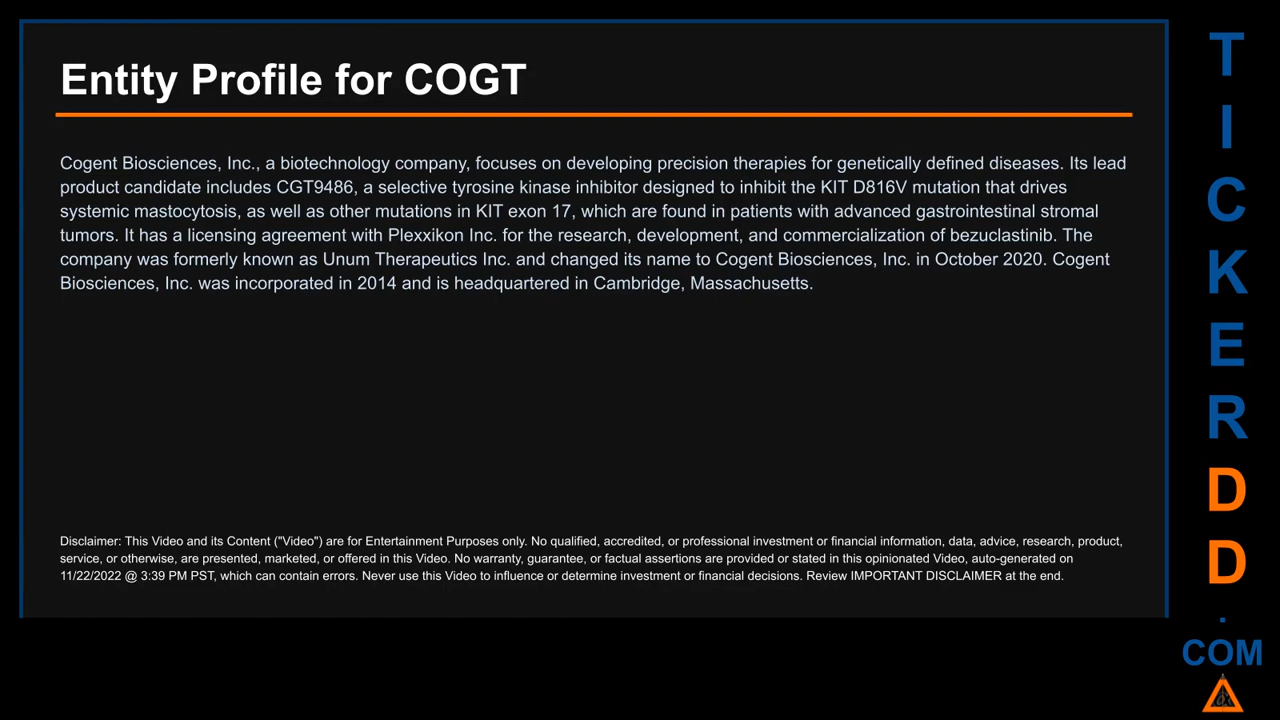 Entity Profile for COGT
Cogent Biosciences, Inc., a biotechnology company, focuses on developing precision therapies for genetically defined diseases. Its lead
product candidate includes CGT9486, a selective tyrosine kinase inhibitor designed to inhibit the KIT D816V mutation that drives
systemic mastocytosis, as well as other mutations in KIT exon 17, which are found in patients with advanced gastrointestinal stromal
tumors. It has a licensing agreement with Plexxikon Inc. for the research, development, and commercialization of bezuclastinib. The
company was formerly known as Unum Therapeutics Inc. and changed its name to Cogent Biosciences, Inc. in October 2020. Cogent
Biosciences, Inc. was incorporated in 2014 and is headquartered in Cambridge, Massachusetts.
Disclaimer: This Video and its Content ("Video") are for Entertainment Purposes only. No qualified, accredited, or professional investment or financial information, data, advice, research, product,
service, or otherwise, are presented, marketed, or offered in this Video. No warranty, guarantee, or factual assertions are provided or stated in this opinionated Video, auto-generated on
11/22/2022 @ 3:39 PM PST, which can contain errors. Never use this Video to influence or determine investment or financial decisions. Review IMPORTANT DISCLAIMER at the end.
T
I
C
K
E
R
D
D
.
COM